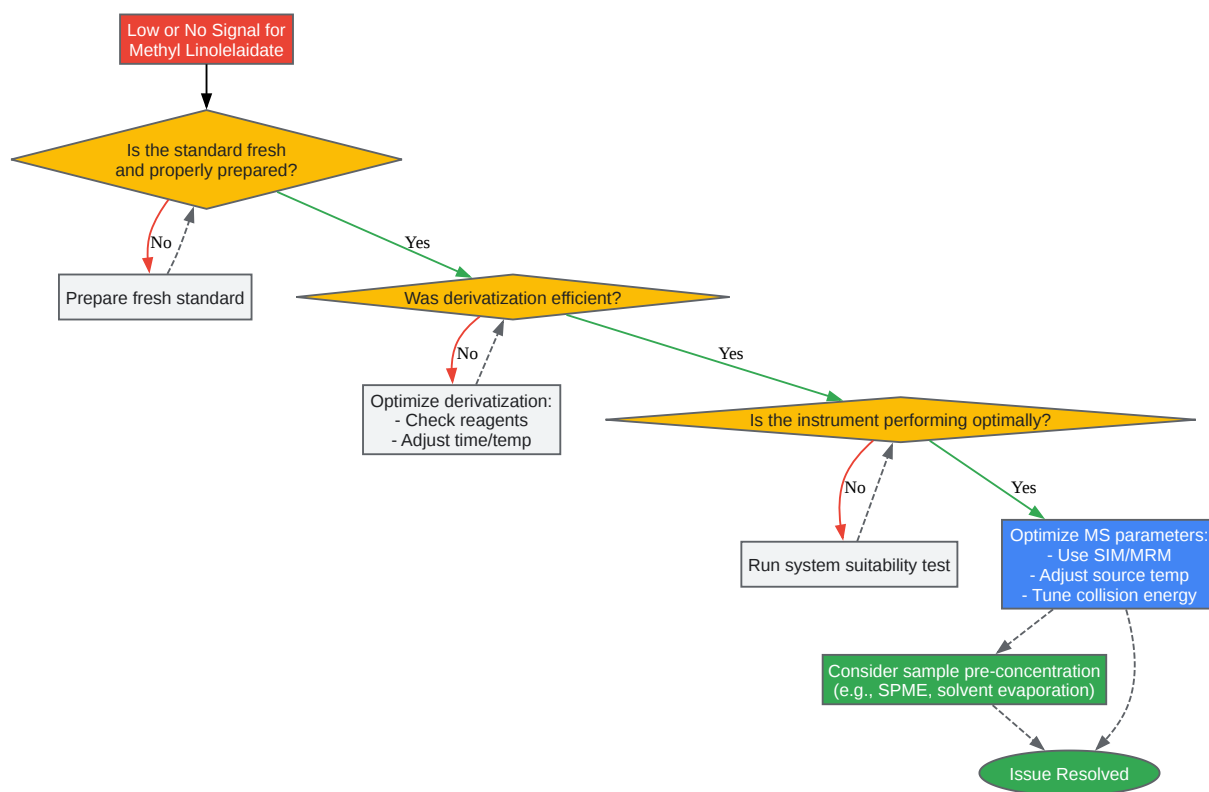 Low or No Signal for
Methyl Linolelaidate
Is the standard fresh
and properly prepared?
No
Yes
Prepare fresh standard
Was derivatization efficient?
No
Yes
Optimize derivatization:
- Check reagents
- Adjust time/temp
Is the instrument performing optimally?
No
Yes
Run system suitability test
Optimize MS parameters:
- Use SIM/MRM
- Adjust source temp
- Tune collision energy
Consider sample pre-concentration
(e.g., SPME, solvent evaporation)
Issue Resolved